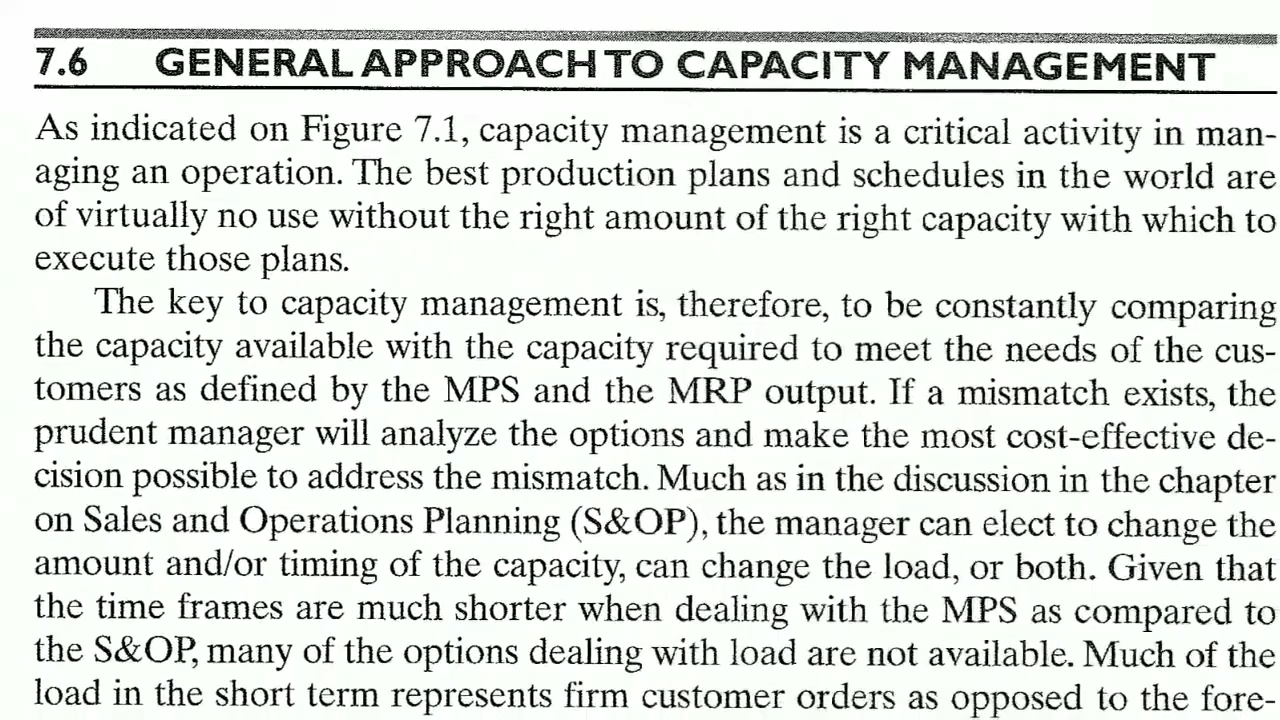 7.6 GENERAL APPROACH TO CAPACITY MANAGEMENT
As indicated on Figure 7.1, capacity management is a critical activity in man-
aging an operation. The best production plans and schedules in the world are
of virtually no use without the right amount of the right capacity with which to
execute those plans.
The key to capacity management is, therefore, to be constantly comparing
the capacity available with the capacity required to meet the needs of the cus-
tomers as defined by the MPS and the MRP output. If a mismatch exists, the
prudent manager will analyze the options and make the most cost-effective de-
cision possible to address the mismatch. Much as in the discussion in the chapter
on Sales and Operations Planning (S&OP), the manager can elect to change the
amount and/or timing of the capacity, can change the load, or both. Given that
the time frames are much shorter when dealing with the MPS as compared to
the S&OP, many of the options dealing with load are not available. Much of the
load in the short term represents firm customer orders as opposed to the fore-